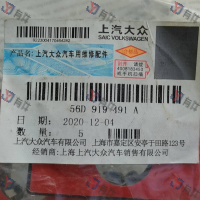 上汽大众
SAIC VOLKSWAGEN
产品名称：上汽大众汽车用维修配件
56D 919 491 A
日期：2020-12-04
数量：5
上汽大众汽车有限公司 上海市嘉定区安亭于田路123号
经销商：上海上汽大众汽车销售有限公司